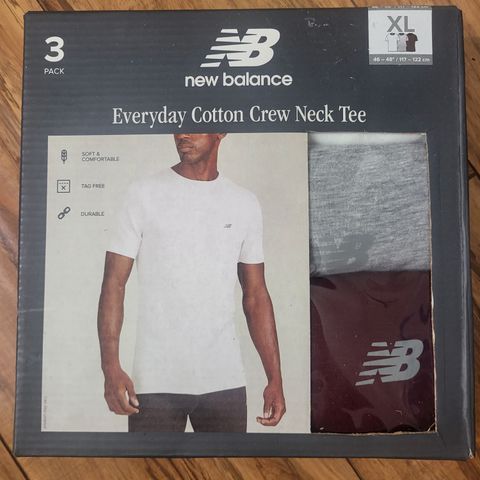 3
PACK
NB
new balance
XL
46 - 48" / 117 - 122 cm
Everyday Cotton Crew Neck Tee
SOFT &
COMFORTABLE
TAG FREE
DURABLE
NB